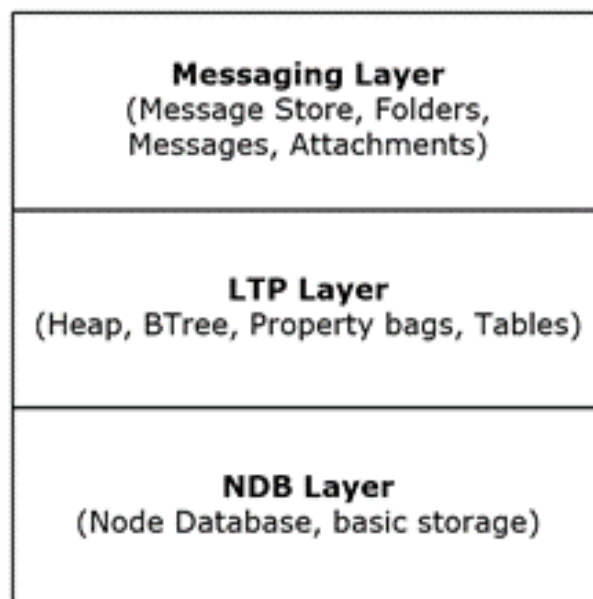 Messaging Layer
(Message Store, Folders,
Messages, Attachments)
LTP Layer
(Heap, BTree, Property bags, Tables)
NDB Layer
(Node Database, basic storage)